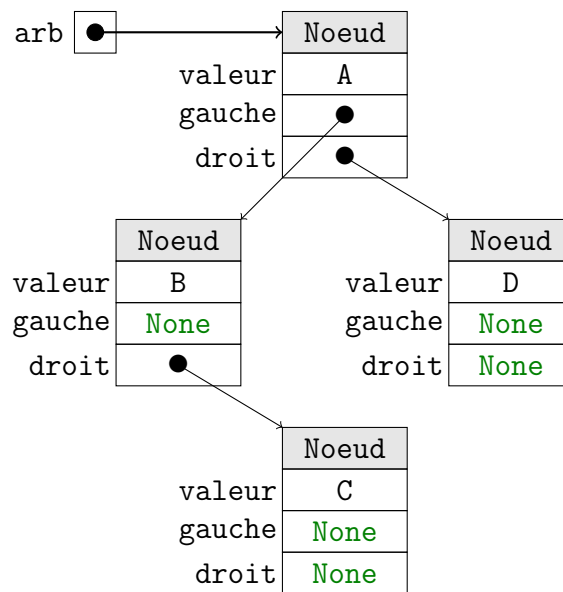 arb
Noeud
valeur A
gauche
droit
Noeud
valeur B
gauche None
droit
Noeud
valeur D
gauche None
droit None
Noeud
valeur C
gauche None
droit None